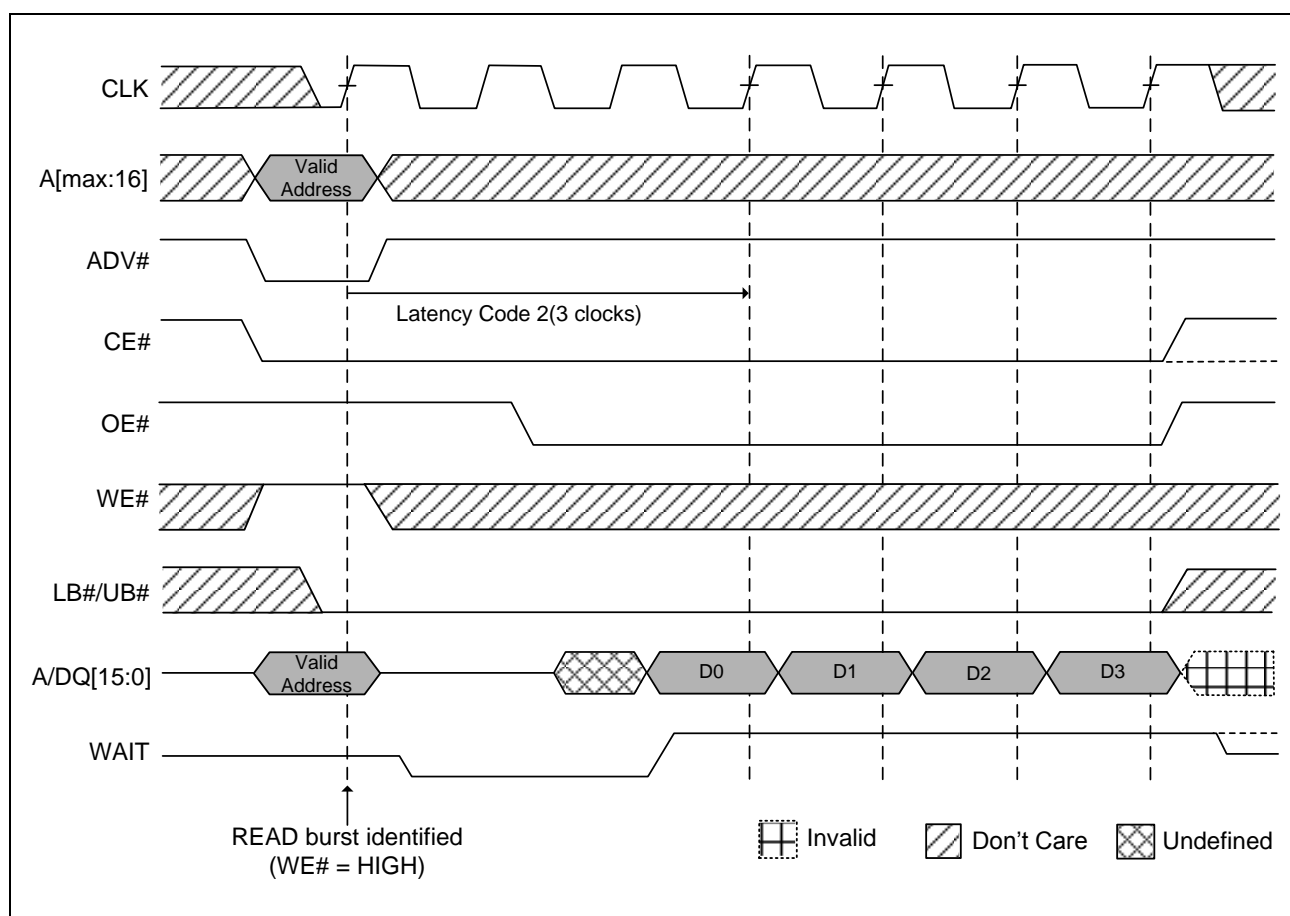 CLK
A[max:16]
Valid
Address
ADV#
Latency Code 2(3 clocks)
CE#
OE#
WE#
LB#/UB#
A/DQ[15:0]
Valid
Address
D0
D1
D2
D3
WAIT
READ burst identified
(WE# = HIGH)
Invalid
Don't Care
Undefined